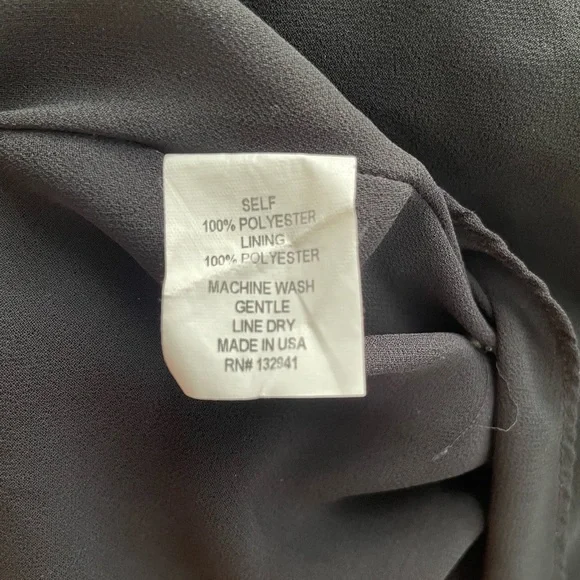 SELF
100% POLYESTER
LINING
100% POLYESTER
MACHINE WASH
GENTLE
LINE DRY
MADE IN USA
RN# 132941